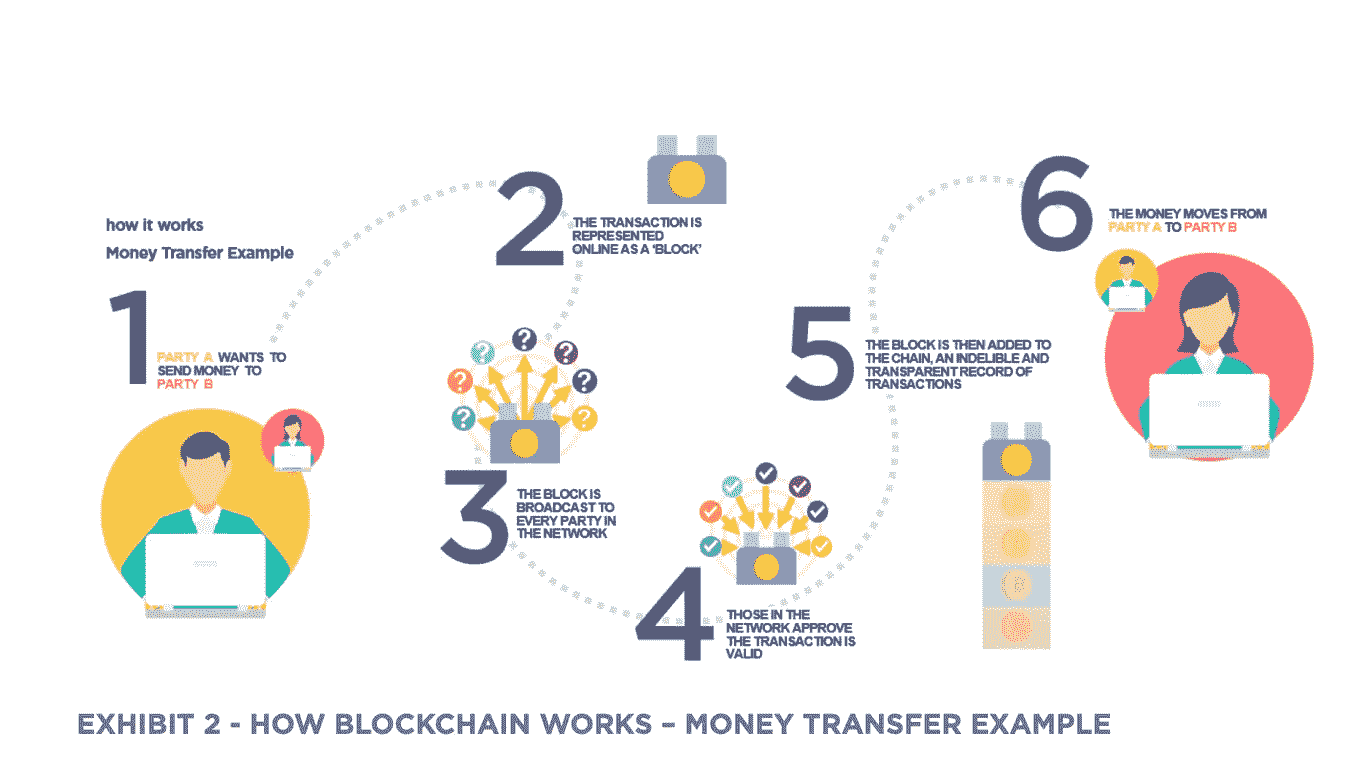 how it works
Money Transfer Example
1
PARTY A WANTS TO
SEND MONEY TO
PARTY B
2
THE TRANSACTION IS
REPRESENTED
ONLINE AS A 'BLOCK'
? ? ? ? ? ? ?
3
THE BLOCK IS
BROADCAST TO
EVERY PARTY IN
THE NETWORK
4
THOSE IN THE
NETWORK APPROVE
THE TRANSACTION IS
VALID
5
THE BLOCK IS THEN ADDED TO
THE CHAIN, AN INDELIBLE AND
TRANSPARENT RECORD OF
TRANSACTIONS
6
THE MONEY MOVES FROM
PARTY A TO PARTY B
EXHIBIT 2 - HOW BLOCKCHAIN WORKS – MONEY TRANSFER EXAMPLE